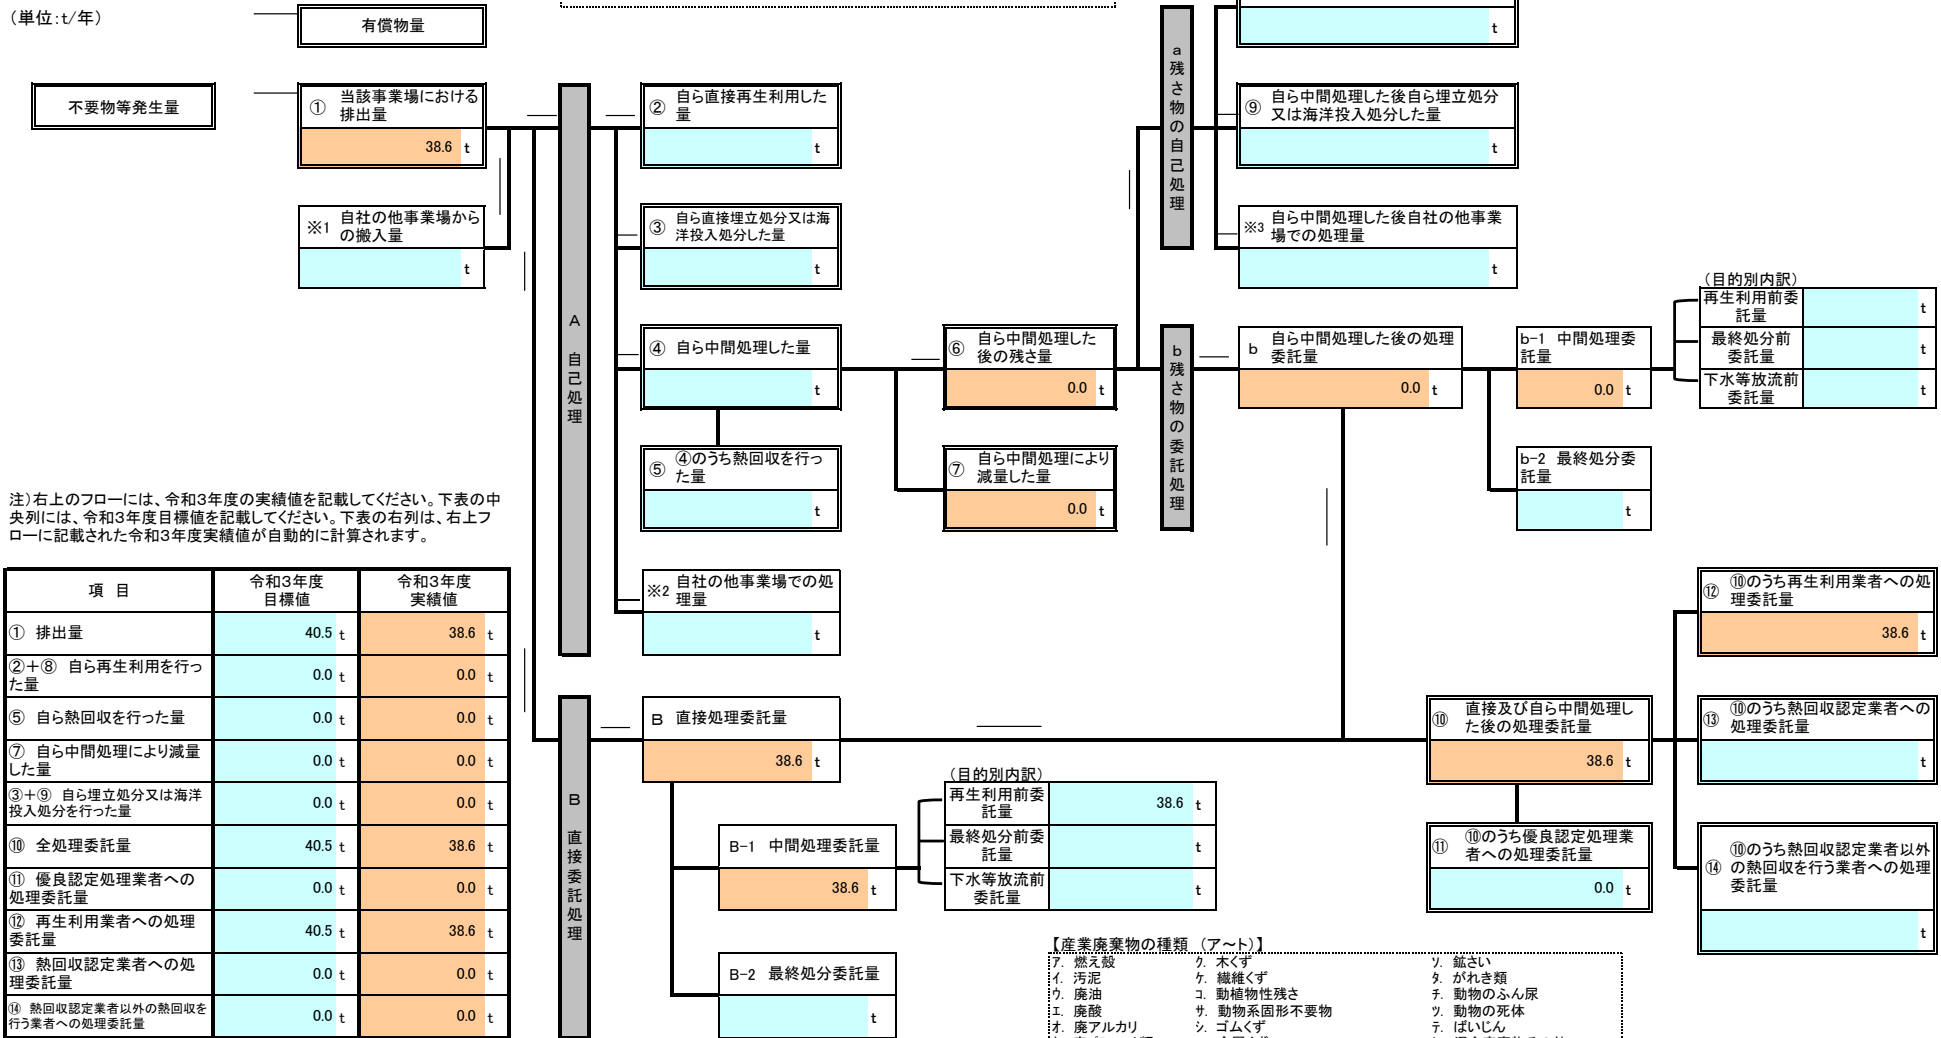 （単位:t/年）
有償物量
t
不要物等発生量
① 当該事業場における
排出量
38.6 t
② 自ら直接再生利用した
量
t
a 残さ物の自己処理
⑨ 自ら中間処理した後自ら埋立処分
又は海洋投入処分した量
t
※1 自社の他事業場から
の搬入量
t
③ 自ら直接埋立処分又は海
洋投入処分した量
t
※3 自ら中間処理した後自社の他事業
場での処理量
t
A 自己処理
④ 自ら中間処理した量
t
⑥ 自ら中間処理した
後の残さ量
0.0 t
b 残さ物の委託処理
b 自ら中間処理した後の処理
委託量
0.0 t
b-1 中間処理委
託量
0.0 t
（目的別内訳）
再生利用前委
託量
t
最終処分前
委託量
t
下水等放流前
委託量
t
⑤ ④のうち熱回収を行っ
た量
t
⑦ 自ら中間処理により
減量した量
0.0 t
b-2 最終処分委
託量
t
注）右上のフローには、令和3年度の実績値を記載してください。下表の中
央列には、令和3年度目標値を記載してください。下表の右列は、右上フ
ローに記載された令和3年度実績値が自動的に計算されます。
※2 自社の他事業場での処
理量
t
項 目
令和3年度
目標値
令和3年度
実績値
① 排出量 40.5 t 38.6 t
②＋⑧ 自ら再生利用を行っ
た量 0.0 t 0.0 t
⑤ 自ら熱回収を行った量 0.0 t 0.0 t
⑦ 自ら中間処理により減量
した量 0.0 t 0.0 t
③＋⑨ 自ら埋立処分又は海洋
投入処分を行った量 0.0 t 0.0 t
⑩ 全処理委託量 40.5 t 38.6 t
⑪ 優良認定処理業者への
処理委託量 0.0 t 0.0 t
⑫ 再生利用業者への処理
委託量 40.5 t 38.6 t
⑬ 熱回収認定業者への処
理委託量 0.0 t 0.0 t
⑭ 熱回収認定業者以外の熱回収を
行う業者への処理委託量 0.0 t 0.0 t
B 直接委託処理
B 直接処理委託量
38.6 t
B-1 中間処理委託量
38.6 t
B-2 最終処分委託量
t
（目的別内訳）
再生利用前委
託量
38.6 t
最終処分前委
託量
t
下水等放流前
委託量
t
⑩ 直接及び自ら中間処理し
た後の処理委託量
38.6 t
⑪ ⑩のうち優良認定処理業
者への処理委託量
0.0 t
⑫ ⑩のうち再生利用業者への処
理委託量
38.6 t
⑬ ⑩のうち熱回収認定業者への
処理委託量
t
⑭ ⑩のうち熱回収認定業者以外
の熱回収を行う業者への処理
委託量
t
【産業廃棄物の種類 （ア～ト）】
ア. 燃え殻 ク. 木くず ソ. 鉱さい
イ. 汚泥 ケ. 繊維くず タ. がれき類
ウ. 廃油 コ. 動植物性残さ チ. 動物のふん尿
エ. 廃酸 サ. 動物系固形不要物 ツ. 動物の死体
オ. 廃アルカリ シ. ゴムくず テ. ばいじん